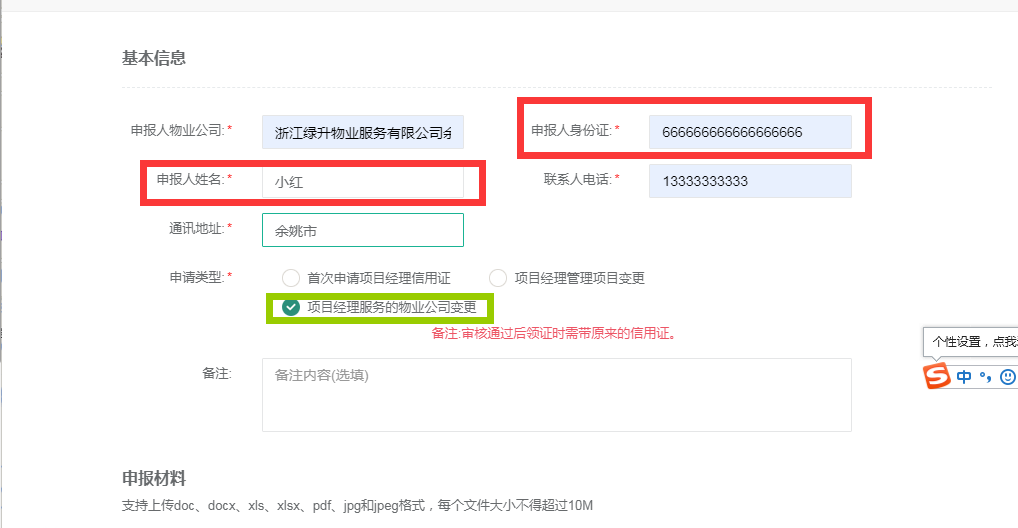 基本信息
申报人物业公司:* 浙江绿升物业服务有限公司余 申报人身份证:* 666666666666666666
申报人姓名:* 小红 联系人电话:* 13333333333
通讯地址:* 余姚市
申请类型:* 首次申请项目经理信用证 项目经理管理项目变更
项目经理服务的物业公司变更
备注:审核通过后领证时需带原来的信用证。
个性设置，点我
中 °,
备注: 备注内容(选填)
申报材料
支持上传doc、docx、xls、xlsx、pdf、jpg和jpeg格式，每个文件大小不得超过10M